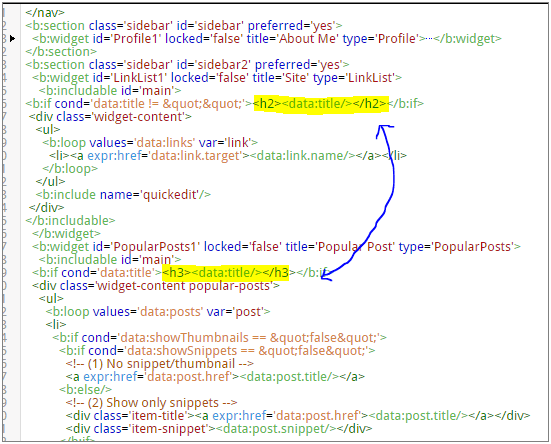 </nav>
<b:section class='sidebar' id='sidebar' preferred='yes'>
<b:widget id='Profile1' locked='false' title='About Me' type='Profile'>...</b:widget>
</b:section>
<b:section class='sidebar' id='sidebar2' preferred='yes'>
<b:widget id='LinkList1' locked='false' title='Site' type='LinkList'>
<b:includable id='main'>
<b:if cond='data:title != &quot;&quot;'><h2><data:title/></h2></b:if>
<div class='widget-content'>
<ul>
<b:loop values='data:links' var='link'>
<li><a expr:href='data:link.target'><data:link.name/></a></li>
</b:loop>
</ul>
<b:include name='quickedit'/>
</div>
</b:includable>
</b:widget>
<b:widget id='PopularPosts1' locked='false' title='Popular Post' type='PopularPosts'>
<b:includable id='main'>
<b:if cond='data:title'><h3><data:title/></h3></b:if>
<div class='widget-content popular-posts'>
<ul>
<b:loop values='data:posts' var='post'>
<li>
<b:if cond='data:showThumbnails == &quot;false&quot;'>
<b:if cond='data:showSnippets == &quot;false&quot;'>
<!-- (1) No snippet/thumbnail -->
<a expr:href='data:post.href'><data:post.title/></a>
<b:else/>
<!-- (2) Show only snippets -->
<div class='item-title'><a expr:href='data:post.href'><data:post.title/></a></div>
<div class='item-snippet'><data:post.snippet/></div>
</b:if>